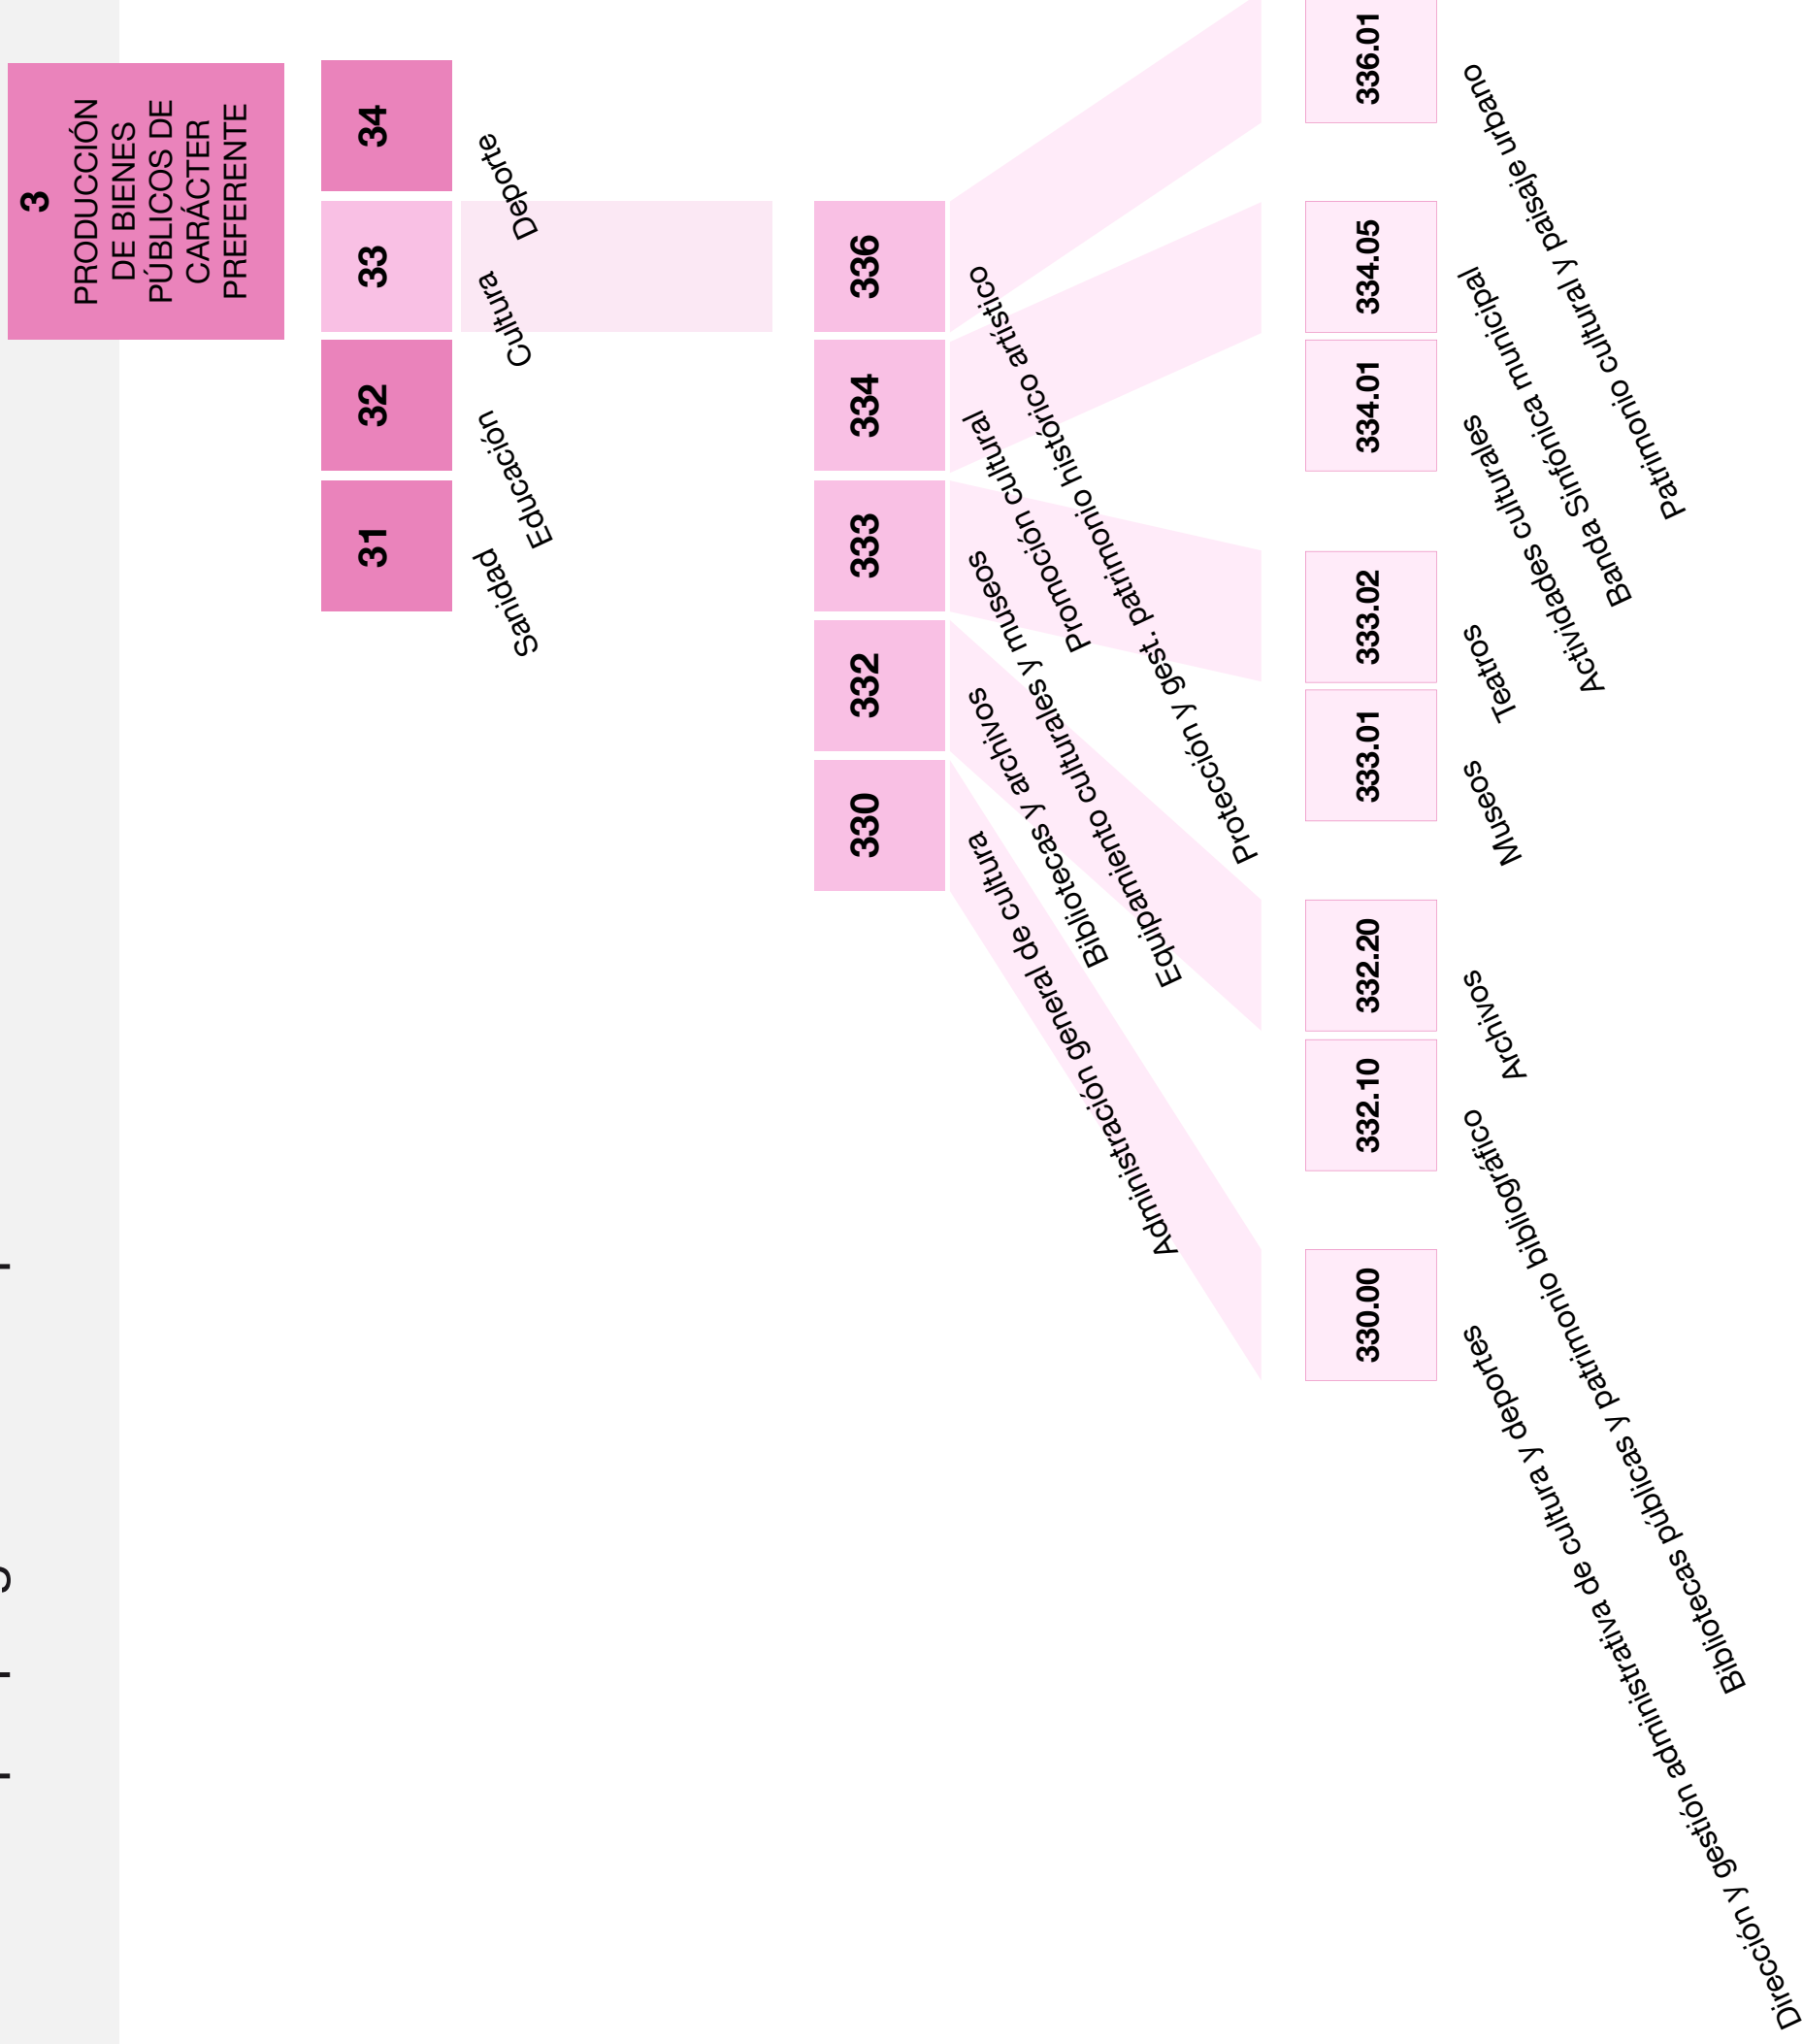 3
PRODUCCIÓN
DE BIENES
PÚBLICOS DE
CARÁCTER
PREFERENTE
31
32
33
34
Sanidad
Educación
Cultura
Deporte
330
332
333
334
336
Administración general de cultura
Bibliotecas y archivos
Equipamiento culturales y museos
Promoción cultural
Protección y gest. patrimonio histórico artístico
330.00
332.10
332.20
333.01
333.02
334.01
334.05
336.01
Dirección y gestión administrativa de cultura y deportes
Bibliotecas públicas y patrimonio bibliográfico
Archivos
Museos
Teatros
Actividades culturales
Banda Sinfónica municipal
Patrimonio cultural y paisaje urbano